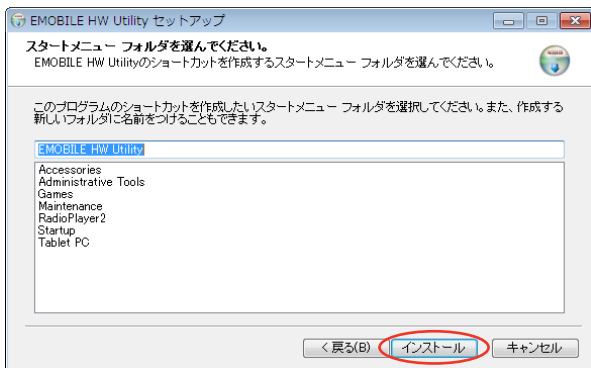 EMOBILE HW Utility セットアップ
スタートメニュー フォルダを選んでください。
EMOBILE HW Utilityのショートカットを作成するスタートメニュー フォルダを選んでください。
このプログラムのショートカットを作成したいスタートメニュー フォルダを選択してください。また、作成する
新しいフォルダに名前をつけることもできます。
EMOBILE HW Utility
Accessories
Administrative Tools
Games
Maintenance
RadioPlayer2
Startup
Tablet PC
< 戻る(B)
インストール
キャンセル